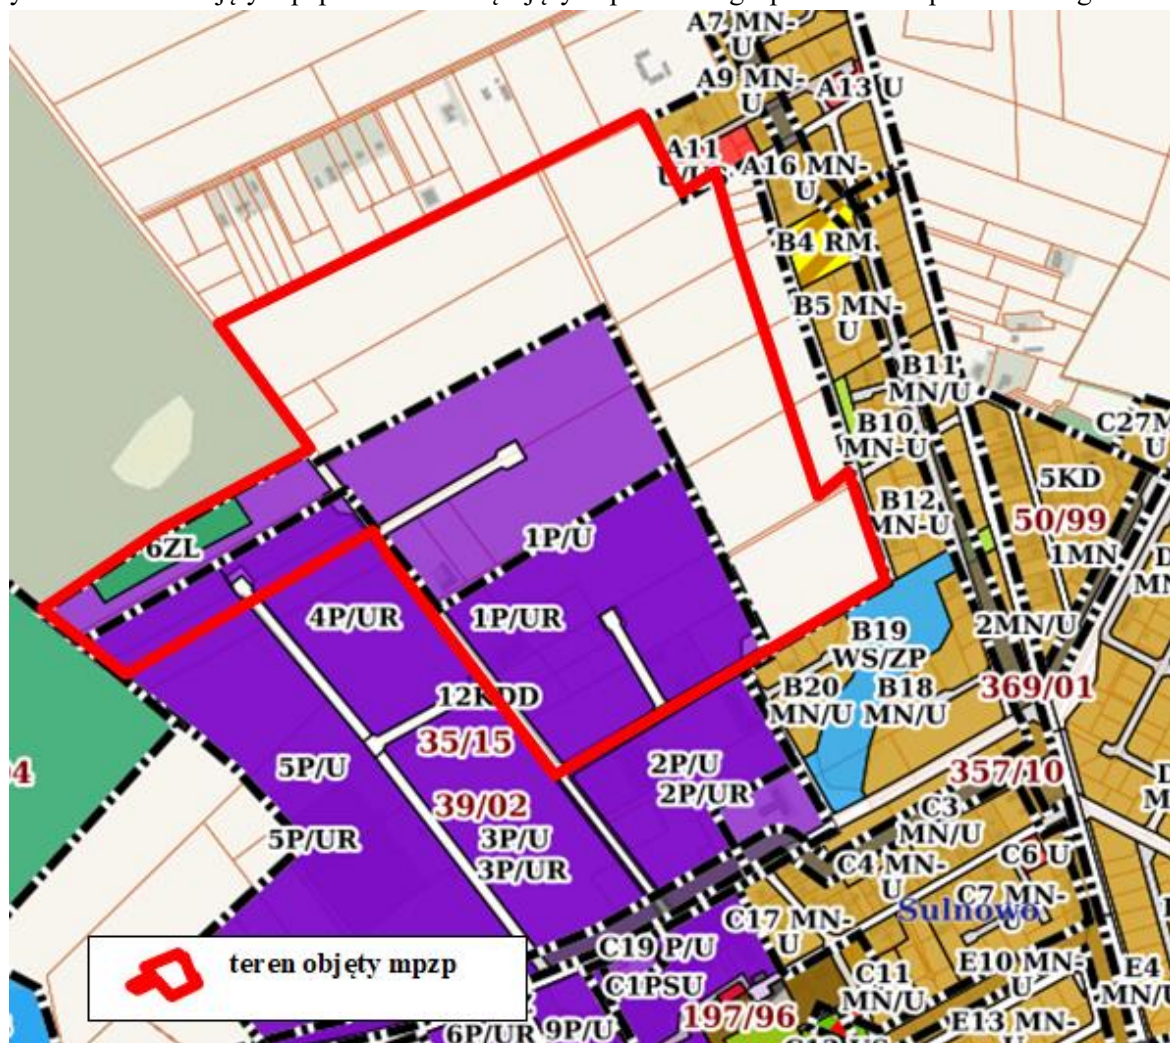 A7 MN-
U
A9 MN-
U
A13 U
A11
U/US
A16 MN-
U
B4 RM
B5 MN-
U
B11
MN/U
B10
MN-U
C27M
U
5KD
B12
MN-U
50/99
1P/U
6ZL
1MN
D
MN
4P/UR
1P/UR
2MN/U
B19
WS/ZP
B20
MN/U
B18
MN/U
369/01
12KDD
35/15
5P/U
2P/U
2P/UR
357/10
D
M
39/02
C3
MN/U
5P/UR
3P/U
3P/UR
C4 MN-
U
C6 U
C7 MN-
U
Sulnowo
C17 MN-
U
C19 P/U
teren objęty mpzp
C1PSU
C11
MN/U
E10 MN-
U
E4
MN/U
197/96
6P/UR
9P/U
E13 MN-
U